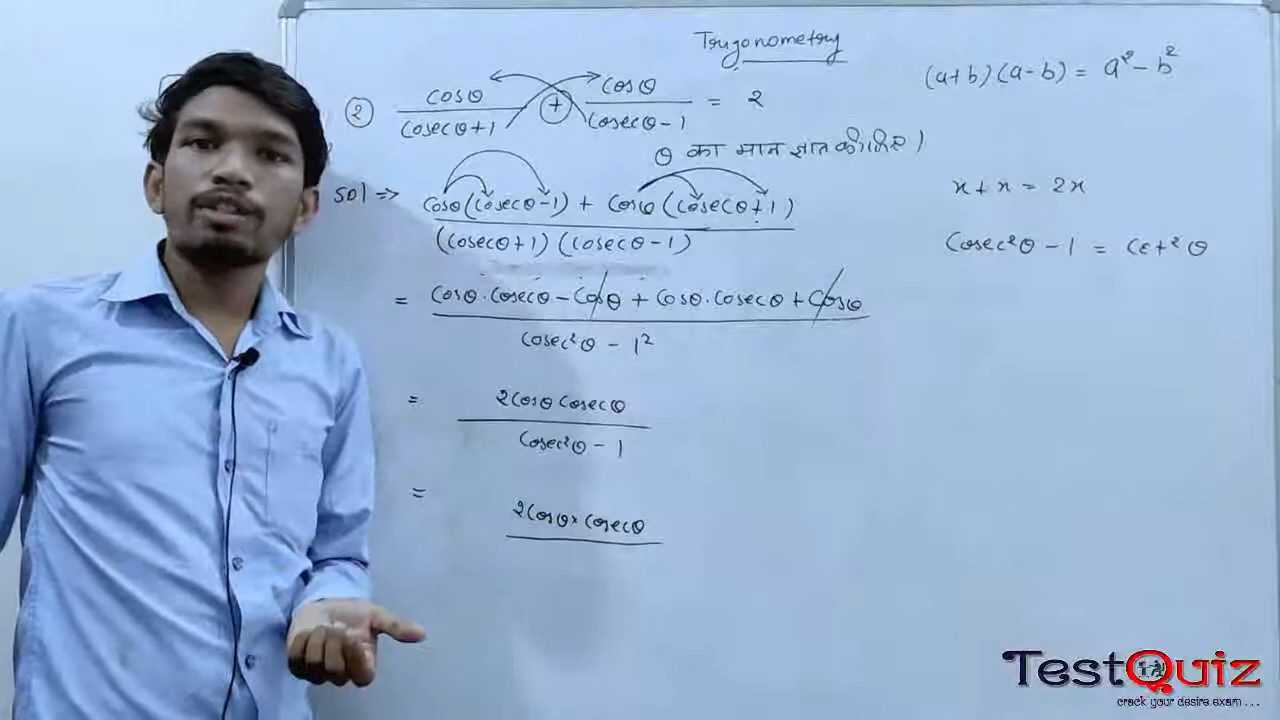 Trigonometry
(a+b)(a-b) = a² - b²
② cosθ/(cosecθ+1) + cosθ/(cosecθ-1) = 2
θ का मान ज्ञात कीजिए।
Sol ⇒ cosθ(cosecθ-1) + cosθ(cosecθ+1)
(cosecθ+1)(cosecθ-1)
x + x = 2x
cosec²θ - 1 = cot²θ
= cosθ.cosecθ - cosθ + cosθ.cosecθ + cosθ
cosec²θ - 1²
= 2cosθ cosecθ
cosec²θ - 1
= 2cosθ × cosecθ
TestQuiz
crack your desire exam ...